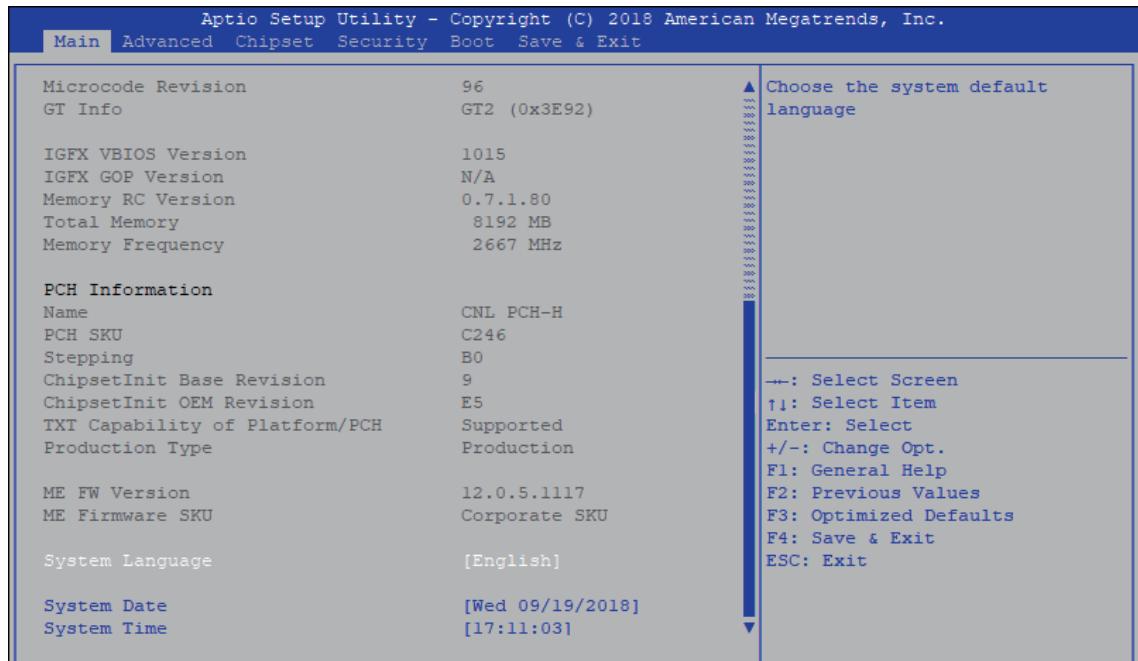 Aptio Setup Utility - Copyright (C) 2018 American Megatrends, Inc.
Main Advanced Chipset Security Boot Save & Exit
Microcode Revision 96
GT Info GT2 (0x3E92)
IGFX VBIOS Version 1015
IGFX GOP Version N/A
Memory RC Version 0.7.1.80
Total Memory 8192 MB
Memory Frequency 2667 MHz
PCH Information
Name CNL PCH-H
PCH SKU C246
Stepping B0
ChipsetInit Base Revision 9
ChipsetInit OEM Revision E5
TXT Capability of Platform/PCH Supported
Production Type Production
ME FW Version 12.0.5.1117
ME Firmware SKU Corporate SKU
System Language [English]
System Date [Wed 09/19/2018]
System Time [17:11:03]
Choose the system default
language
→←: Select Screen
↑↓: Select Item
Enter: Select
+/-: Change Opt.
F1: General Help
F2: Previous Values
F3: Optimized Defaults
F4: Save & Exit
ESC: Exit